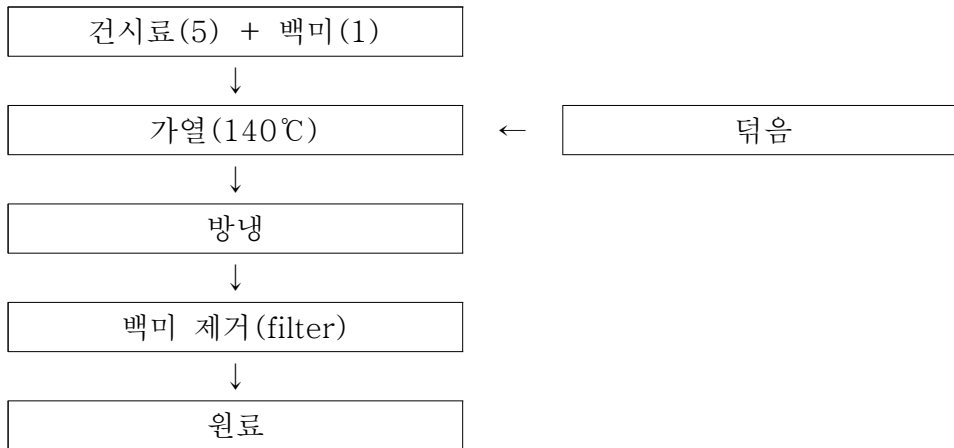 건시료(5) + 백미(1)
↓
가열(140℃) ← 덖음
↓
방냉
↓
백미 제거(filter)
↓
원료